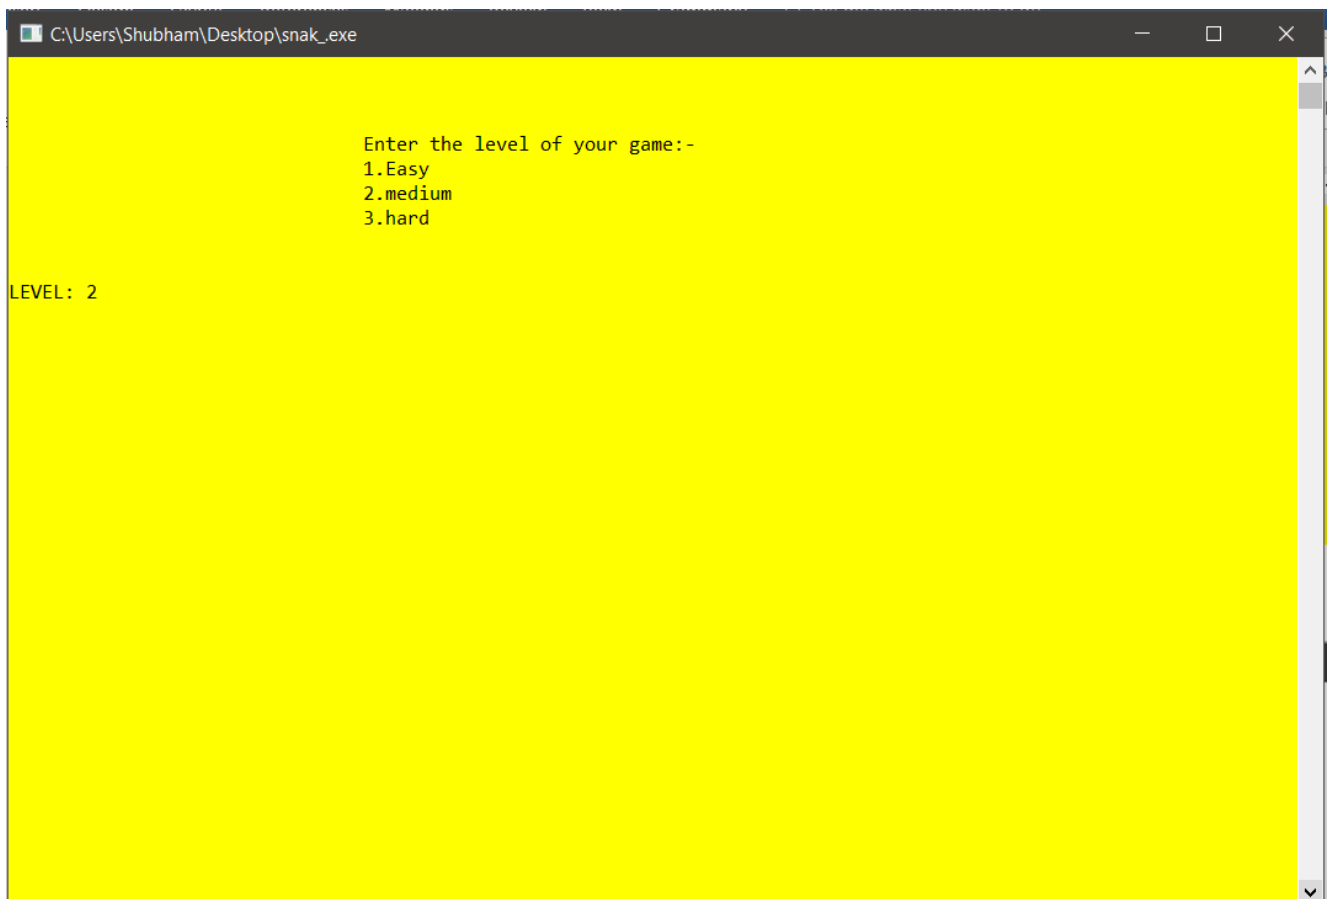 C:\Users\Shubham\Desktop\snak_.exe
Enter the level of your game:-
1.Easy
2.medium
3.hard
LEVEL: 2